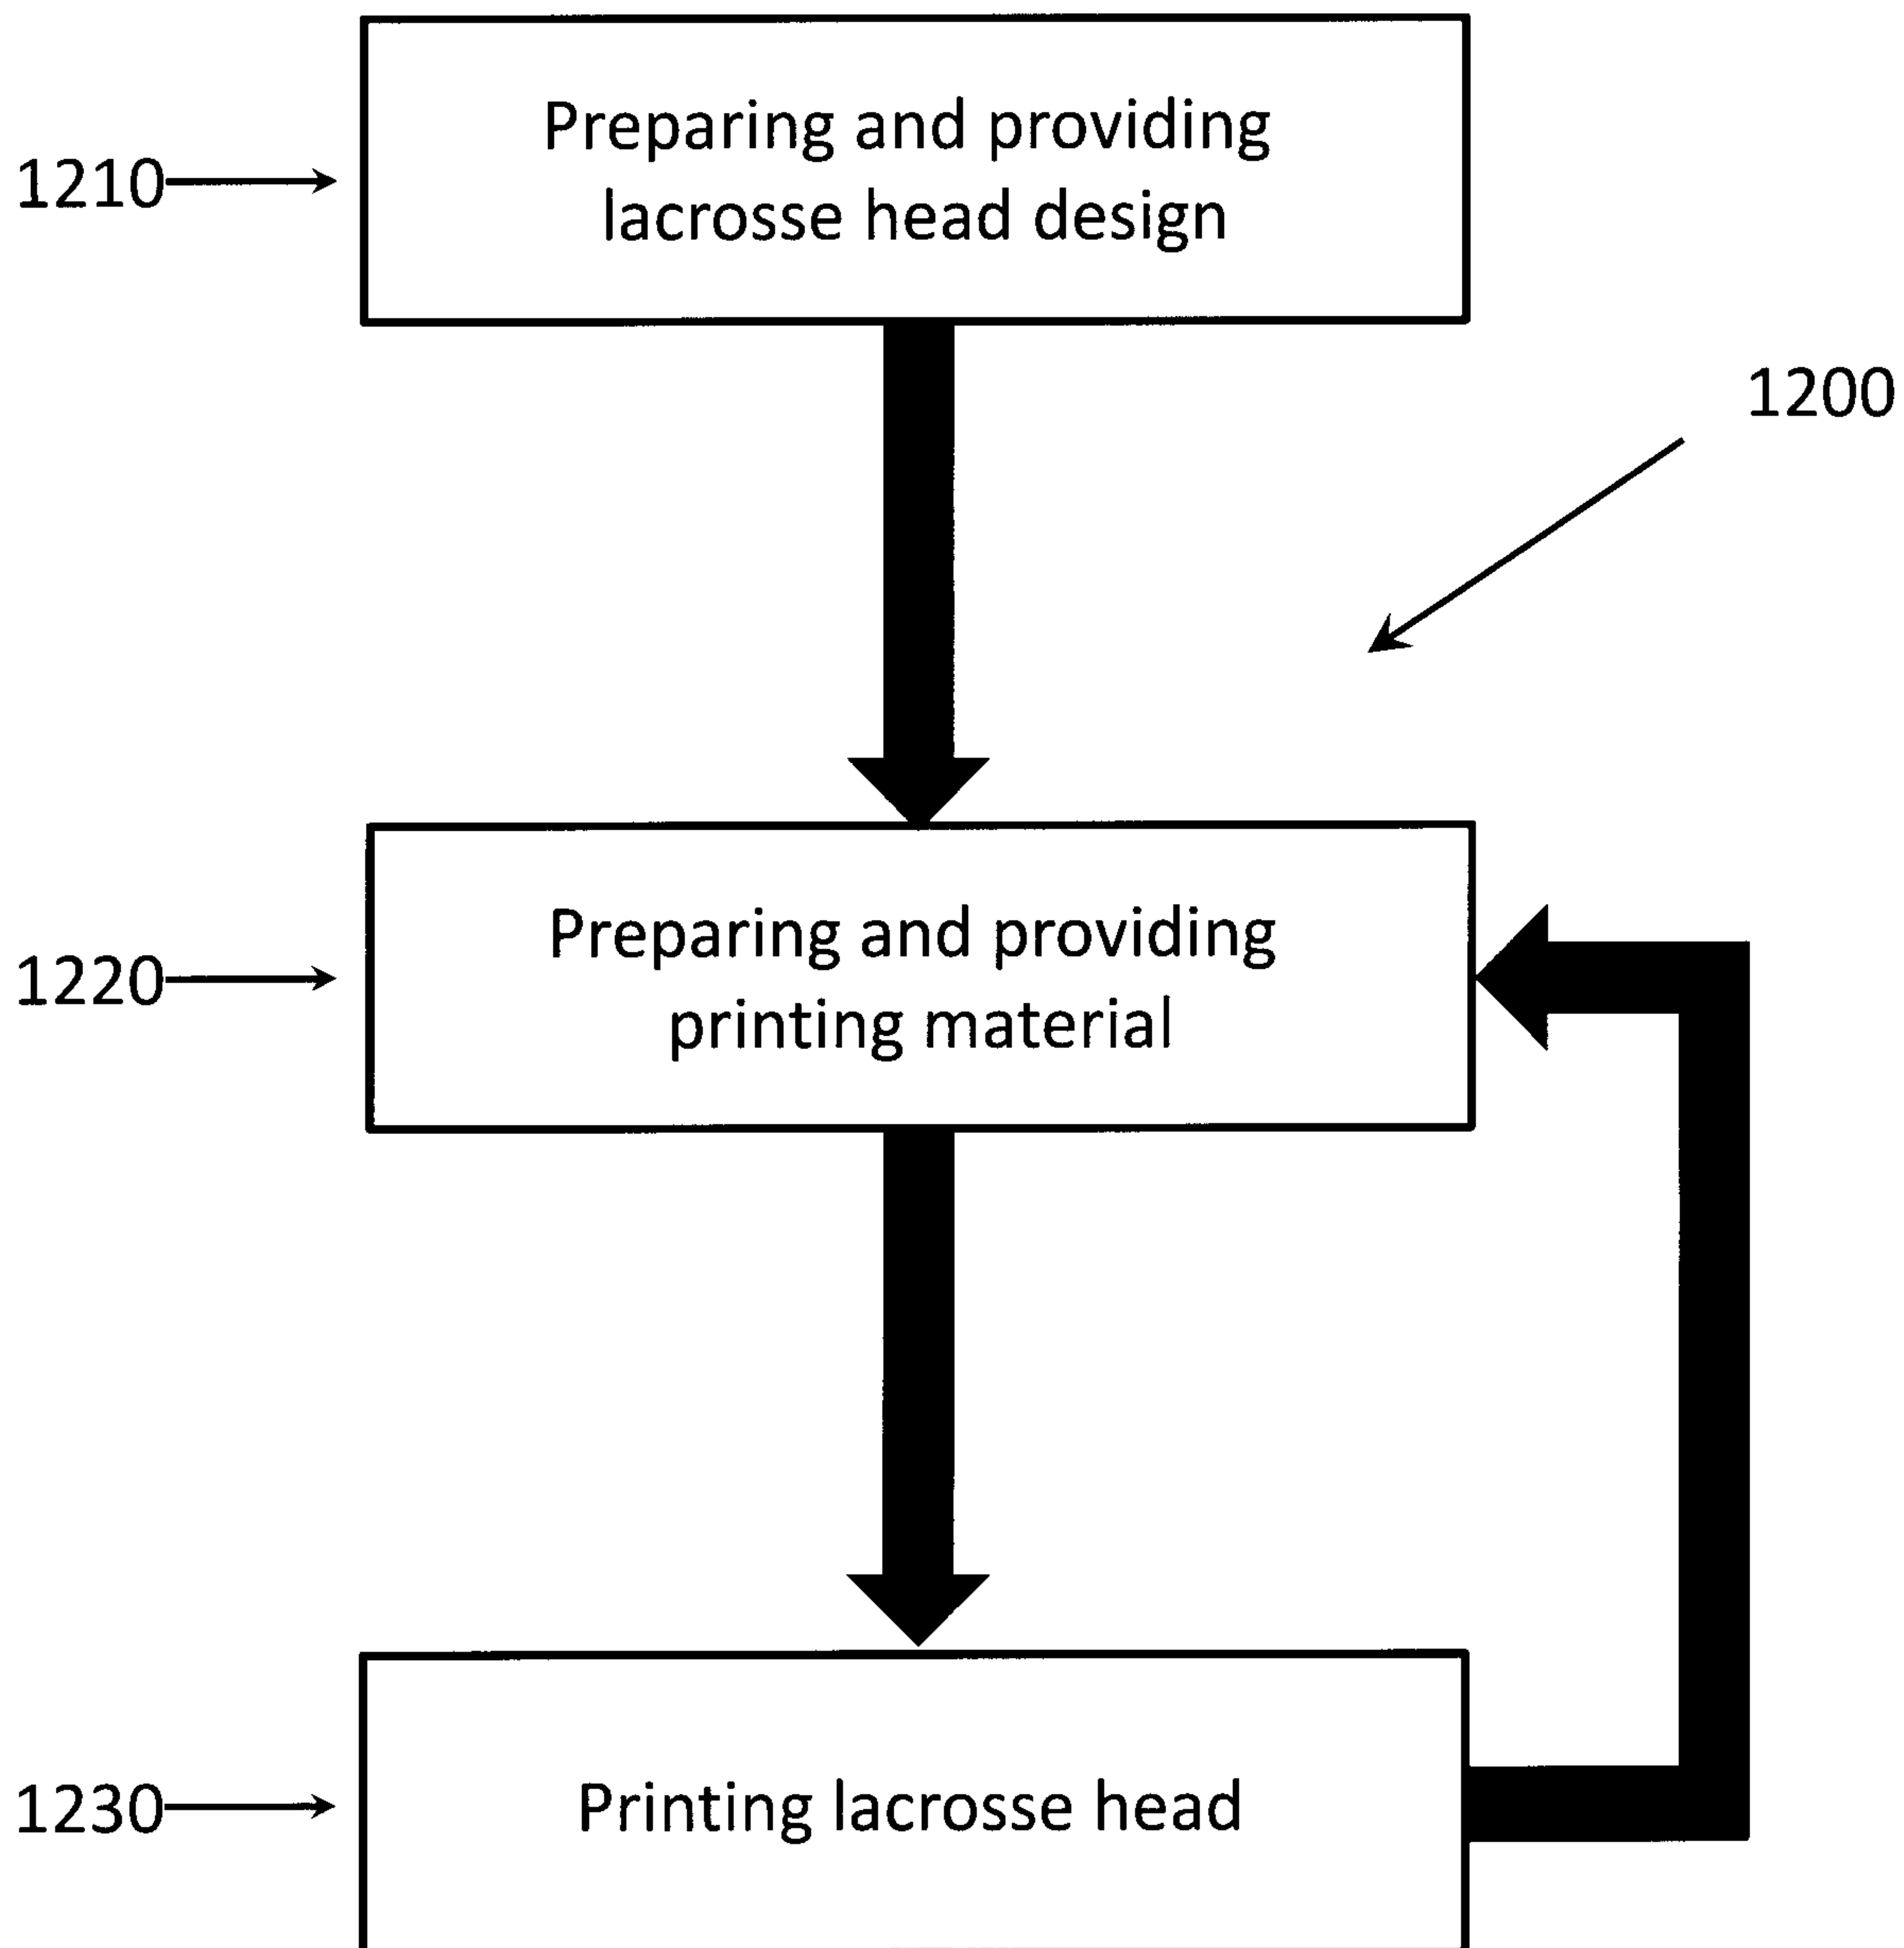 Preparing and providing
lacrosse head design
1210
1200
Preparing and providing
printing material
1220
Printing lacrosse head
1230